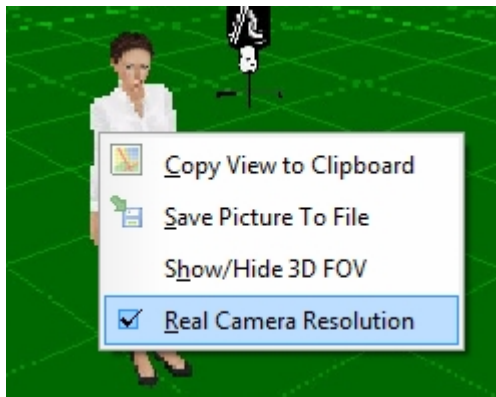 Copy View to Clipboard
Save Picture To File
Show/Hide 3D FOV
Real Camera Resolution